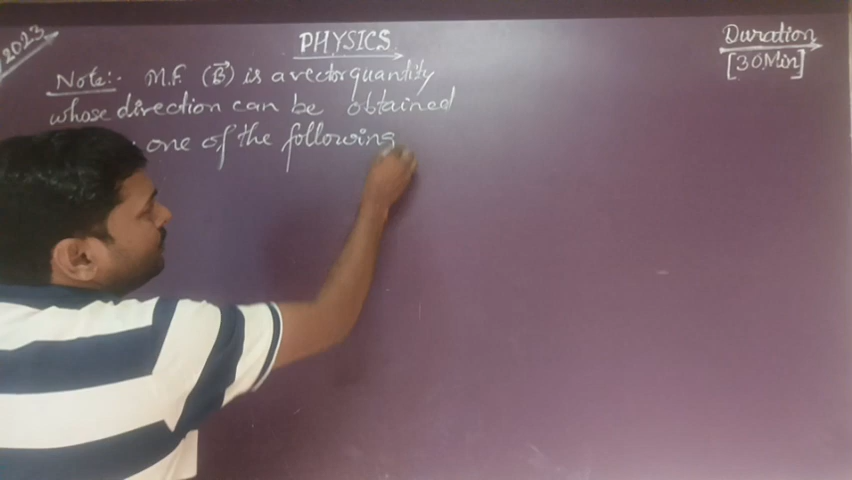 2023
PHYSICS
Duration
[30Min]
Note:- M.F. (B⃗) is a vector quantity
whose direction can be obtained
one of the following